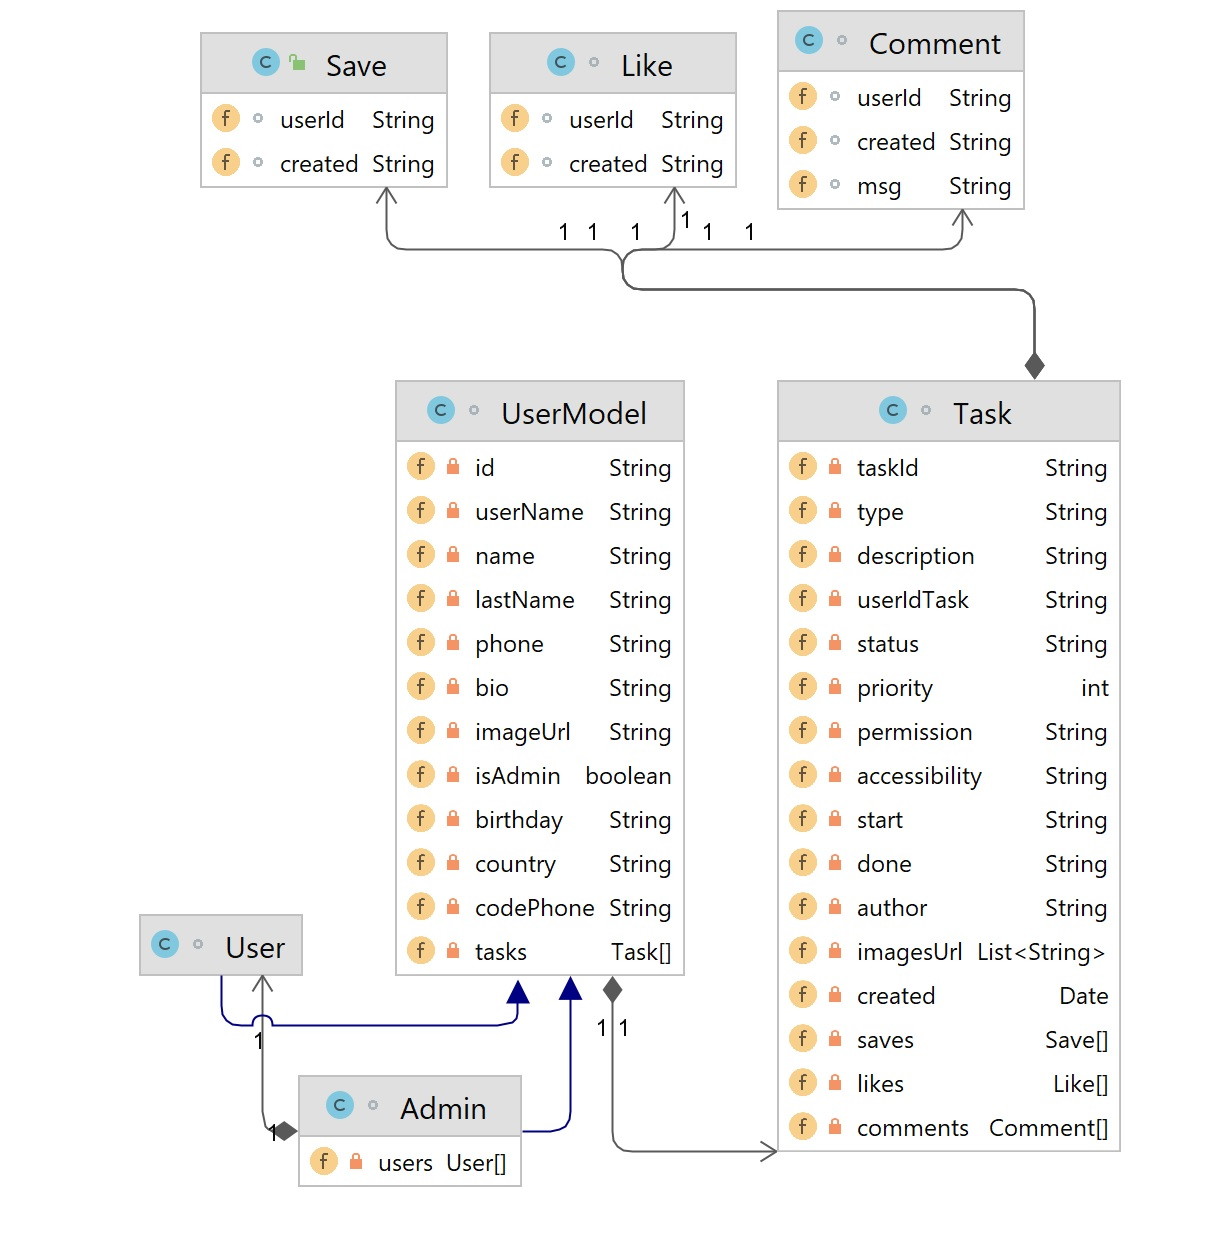 C Save
f userId String
f created String
C Like
f userId String
f created String
C Comment
f userId String
f created String
f msg String
1 1 1 1 1 1
C UserModel
f id String
f userName String
f name String
f lastName String
f phone String
f bio String
f imageUrl String
f isAdmin boolean
f birthday String
f country String
f codePhone String
f tasks Task[]
C Task
f taskId String
f type String
f description String
f userIdTask String
f status String
f priority int
f permission String
f accessibility String
f start String
f done String
f author String
f imagesUrl List<String>
f created Date
f saves Save[]
f likes Like[]
f comments Comment[]
C User
1 1
1
1
C Admin
f users User[]